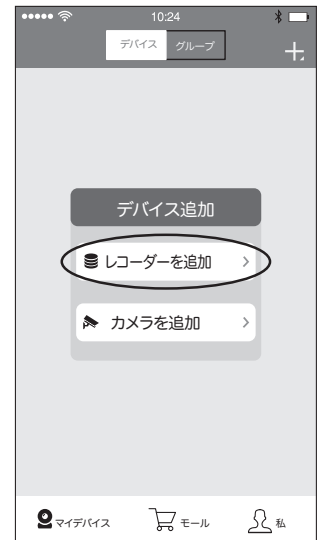 10:24
デバイス グループ
デバイス追加
レコーダーを追加
カメラを追加
マイデバイス モール 私